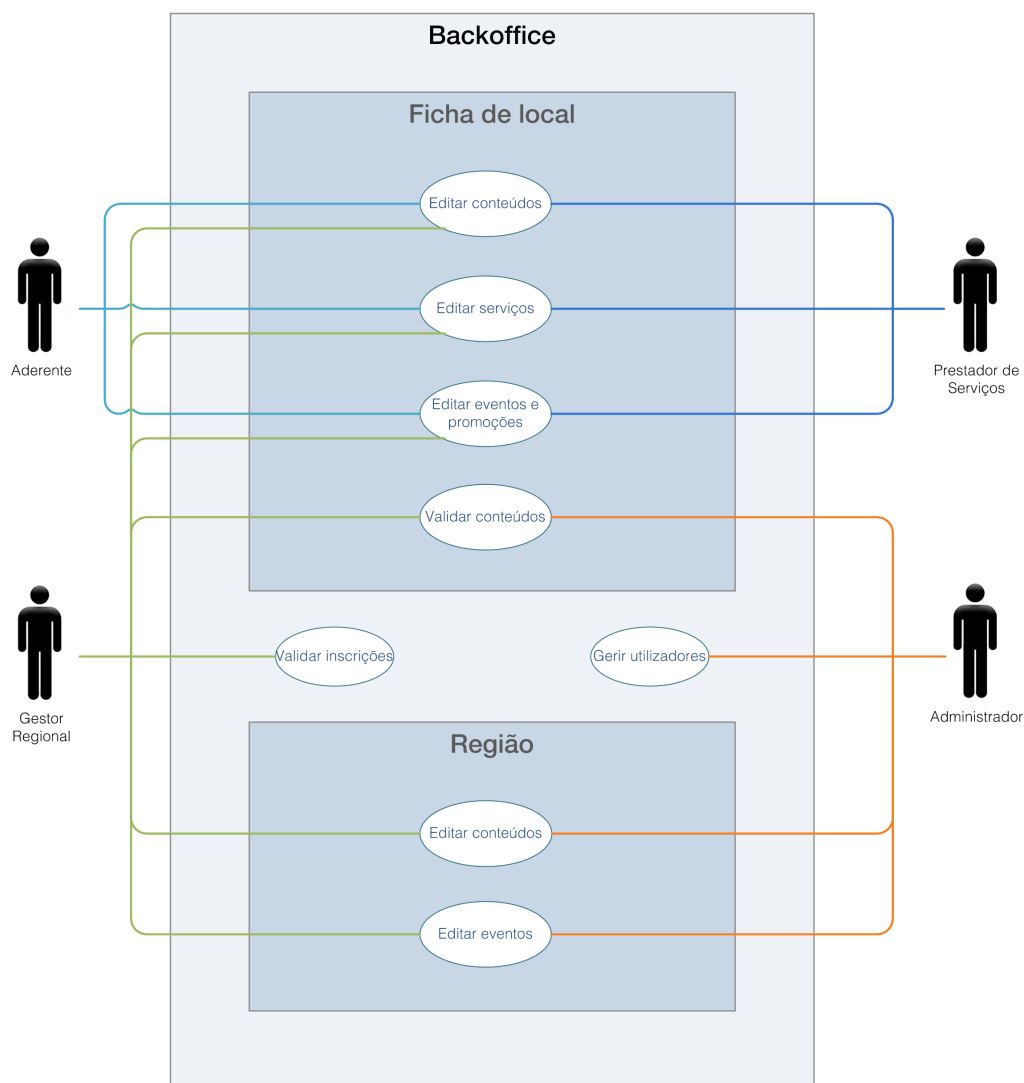 Backoffice
Ficha de local
Editar conteúdos
Editar serviços
Aderente
Prestador de
Serviços
Editar eventos e
promoções
Validar conteúdos
Validar inscrições
Gerir utilizadores
Gestor
Regional
Administrador
Região
Editar conteúdos
Editar eventos